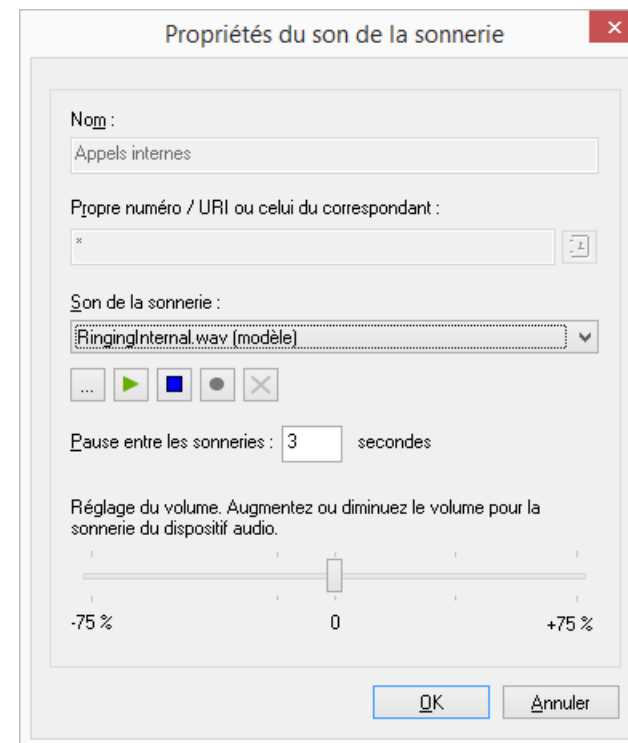 Propriétés du son de la sonnerie
Nom :
Appels internes
Propre numéro / URI ou celui du correspondant :
*
Son de la sonnerie :
RingingInternal.wav (modèle)
...
Pause entre les sonneries : 3 secondes
Réglage du volume. Augmentez ou diminuez le volume pour la
sonnerie du dispositif audio.
-75 % 0 +75 %
OK Annuler